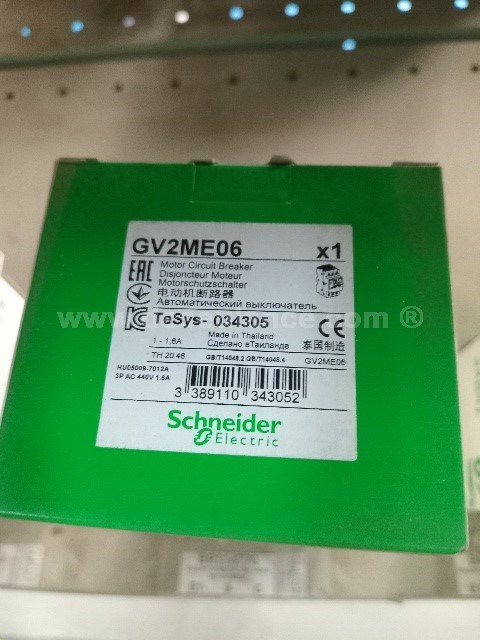 GV2ME06 x1
EAC Motor Circuit Breaker
Disjoncteur Moteur
Motorschutzschalter
电动机断路器
Автоматический выключатель
TeSys- 034305 CE
1 - 1.6A Made in Thailand
Сделано вТаиланде 泰国制造
TH 20 46 GB/T14048.2 GB/T14048.4 GV2ME06
HU05009-7012A
3P AC 440V 1.6A
3 389110 343052
Schneider
Electric